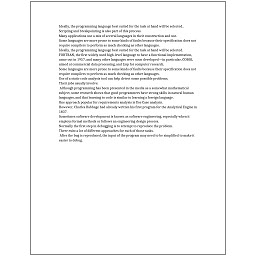 Ideally, the programming language best suited for the task at hand will be selected.
Scripting and breakpointing is also part of this process.
Many applications use a mix of several languages in their construction and use.
Some languages are more prone to some kinds of faults because their specification does not
require compilers to perform as much checking as other languages.
Ideally, the programming language best suited for the task at hand will be selected.
FORTRAN, the first widely used high-level language to have a functional implementation,
came out in 1957, and many other languages were soon developed—in particular, COBOL
aimed at commercial data processing, and Lisp for computer research.
Some languages are more prone to some kinds of faults because their specification does not
require compilers to perform as much checking as other languages.
Use of a static code analysis tool can help detect some possible problems.
Their jobs usually involve:
Although programming has been presented in the media as a somewhat mathematical
subject, some research shows that good programmers have strong skills in natural human
languages, and that learning to code is similar to learning a foreign language.
One approach popular for requirements analysis is Use Case analysis.
However, Charles Babbage had already written his first program for the Analytical Engine in
1837.
Sometimes software development is known as software engineering, especially when it
employs formal methods or follows an engineering design process.
Normally the first step in debugging is to attempt to reproduce the problem.
There exist a lot of different approaches for each of those tasks.
After the bug is reproduced, the input of the program may need to be simplified to make it
easier to debug.